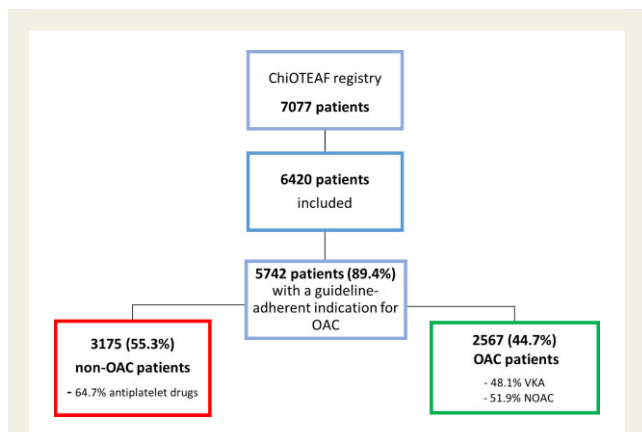 ChiOTEAF registry
7077 patients
6420 patients
included
5742 patients (89.4%)
with a guideline-
adherent indication for
OAC
3175 (55.3%)
non-OAC patients
- 64.7% antiplatelet drugs
2567 (44.7%)
OAC patients
- 48.1% VKA
- 51.9% NOAC